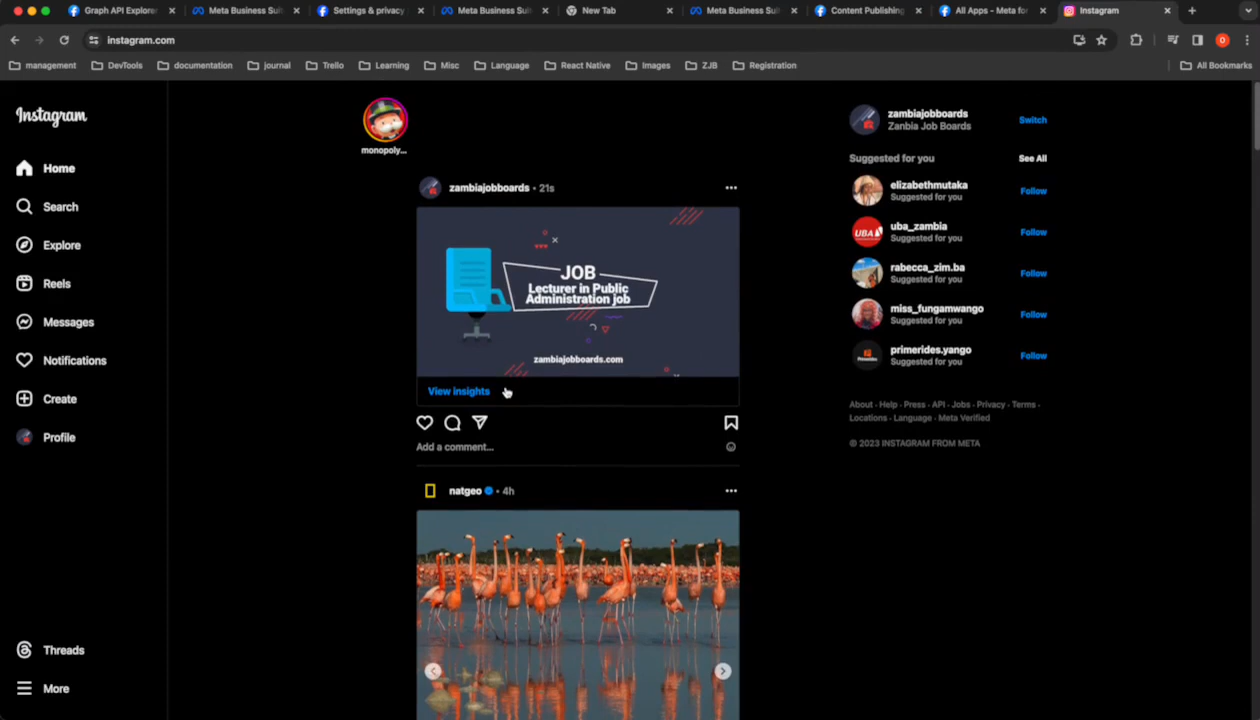 Graph API Explorer
Meta Business Suit
Settings & privacy
Meta Business Suit
New Tab
Meta Business Suit
Content Publishing
All Apps - Meta for
Instagram
instagram.com
O
management
DevTools
documentation
journal
Trello
Learning
Misc
Language
React Native
Images
ZJB
Registration
All Bookmarks
Instagram
Home
Search
Explore
Reels
Messages
Notifications
Create
Profile
Threads
More
monopoly...
zambiajobboards • 21s
JOB
Lecturer in Public
Administration job
zambiajobboards.com
View insights
Add a comment...
natgeo • 4h
zambiajobboards
Zanbia Job Boards
Switch
Suggested for you
See All
elizabethmutaka
Suggested for you
Follow
UBA
uba_zambia
Suggested for you
Follow
rabecca_zim.ba
Suggested for you
Follow
miss_fungamwango
Suggested for you
Follow
primerides.yango
Suggested for you
Follow
About · Help · Press · API · Jobs · Privacy · Terms ·
Locations · Language · Meta Verified
© 2023 INSTAGRAM FROM META